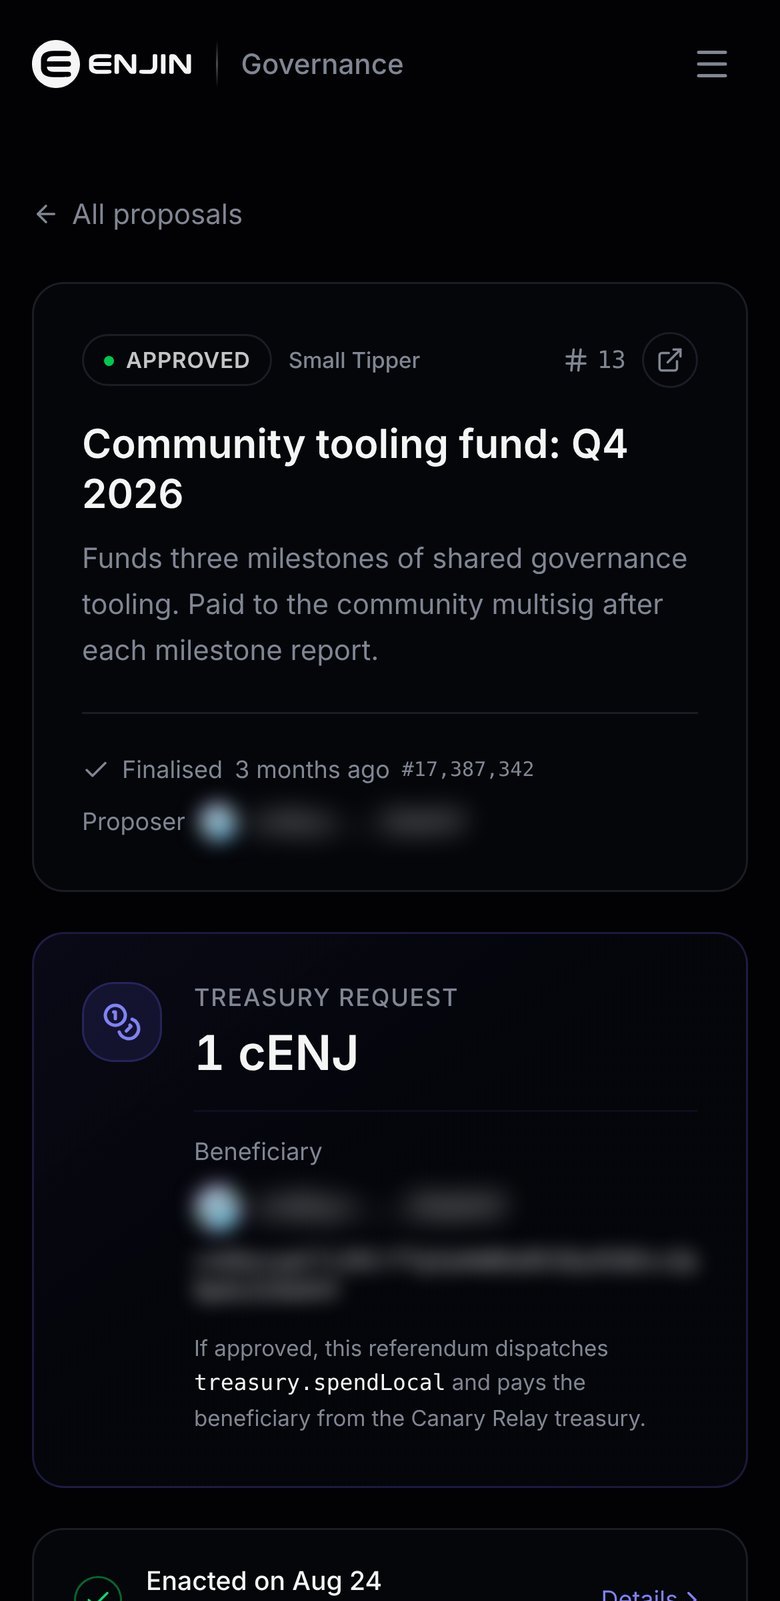 ENJIN Governance
All proposals
APPROVED Small Tipper # 13
Community tooling fund: Q4
2026
Funds three milestones of shared governance
tooling. Paid to the community multisig after
each milestone report.
Finalised 3 months ago #17,387,342
Proposer
TREASURY REQUEST
1 cENJ
Beneficiary
If approved, this referendum dispatches
treasury.spendLocal and pays the
beneficiary from the Canary Relay treasury.
Enacted on Aug 24
Details